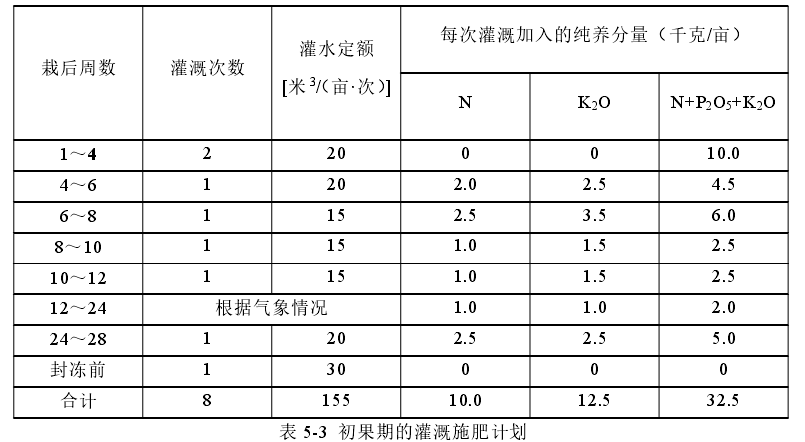 栽后周数 灌溉次数 灌水定额 [米³/(亩·次)] 每次灌溉加入的纯养分量（千克/亩）
N K₂O N+P₂O₅+K₂O
1～4 2 20 0 0 10.0
4～6 1 20 2.0 2.5 4.5
6～8 1 15 2.5 3.5 6.0
8～10 1 15 1.0 1.5 2.5
10～12 1 15 1.0 1.5 2.5
12～24 根据气象情况 1.0 1.0 2.0
24～28 1 20 2.5 2.5 5.0
封冻前 1 30 0 0 0
合计 8 155 10.0 12.5 32.5
表 5-3 初果期的灌溉施肥计划